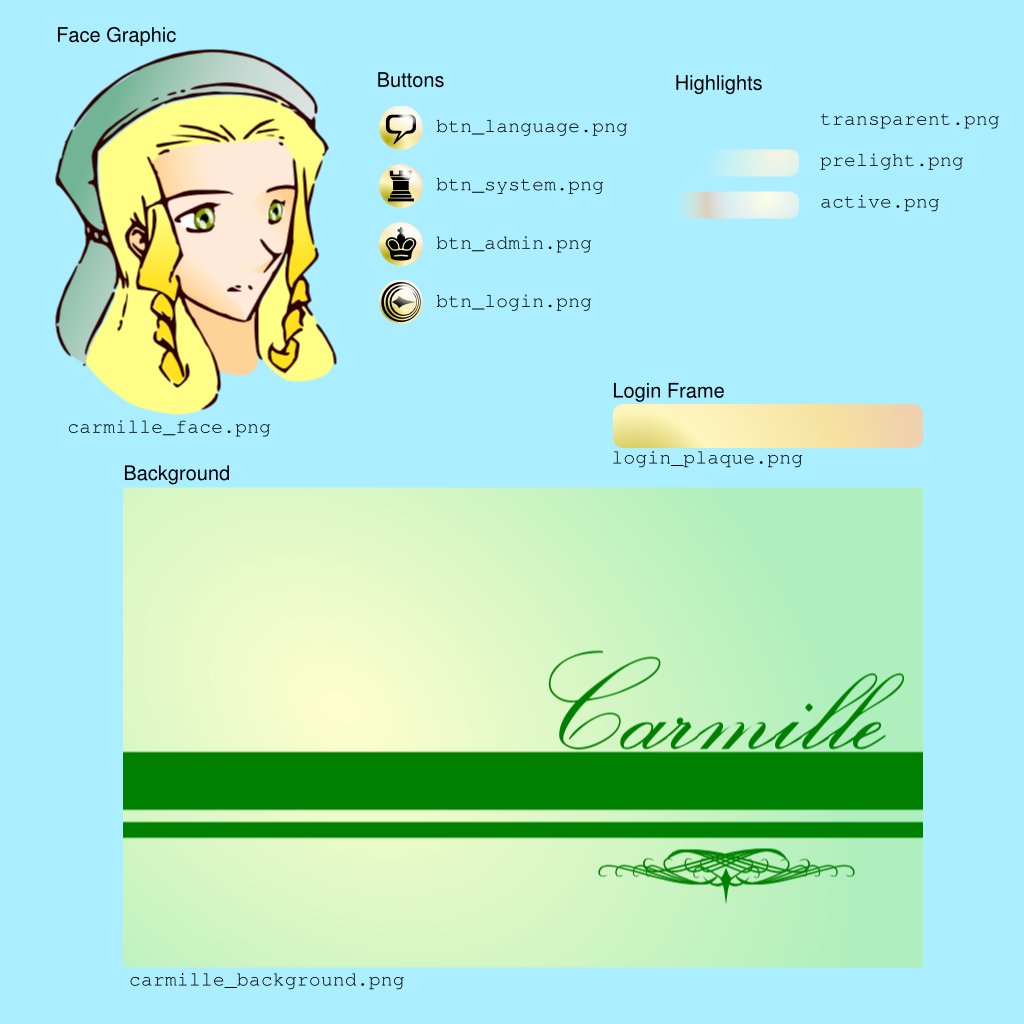 Face Graphic
Buttons
Highlights
btn_language.png
transparent.png
prelight.png
btn_system.png
active.png
btn_admin.png
btn_login.png
Login Frame
carmille_face.png
login_plaque.png
Background
Carmille
carmille_background.png